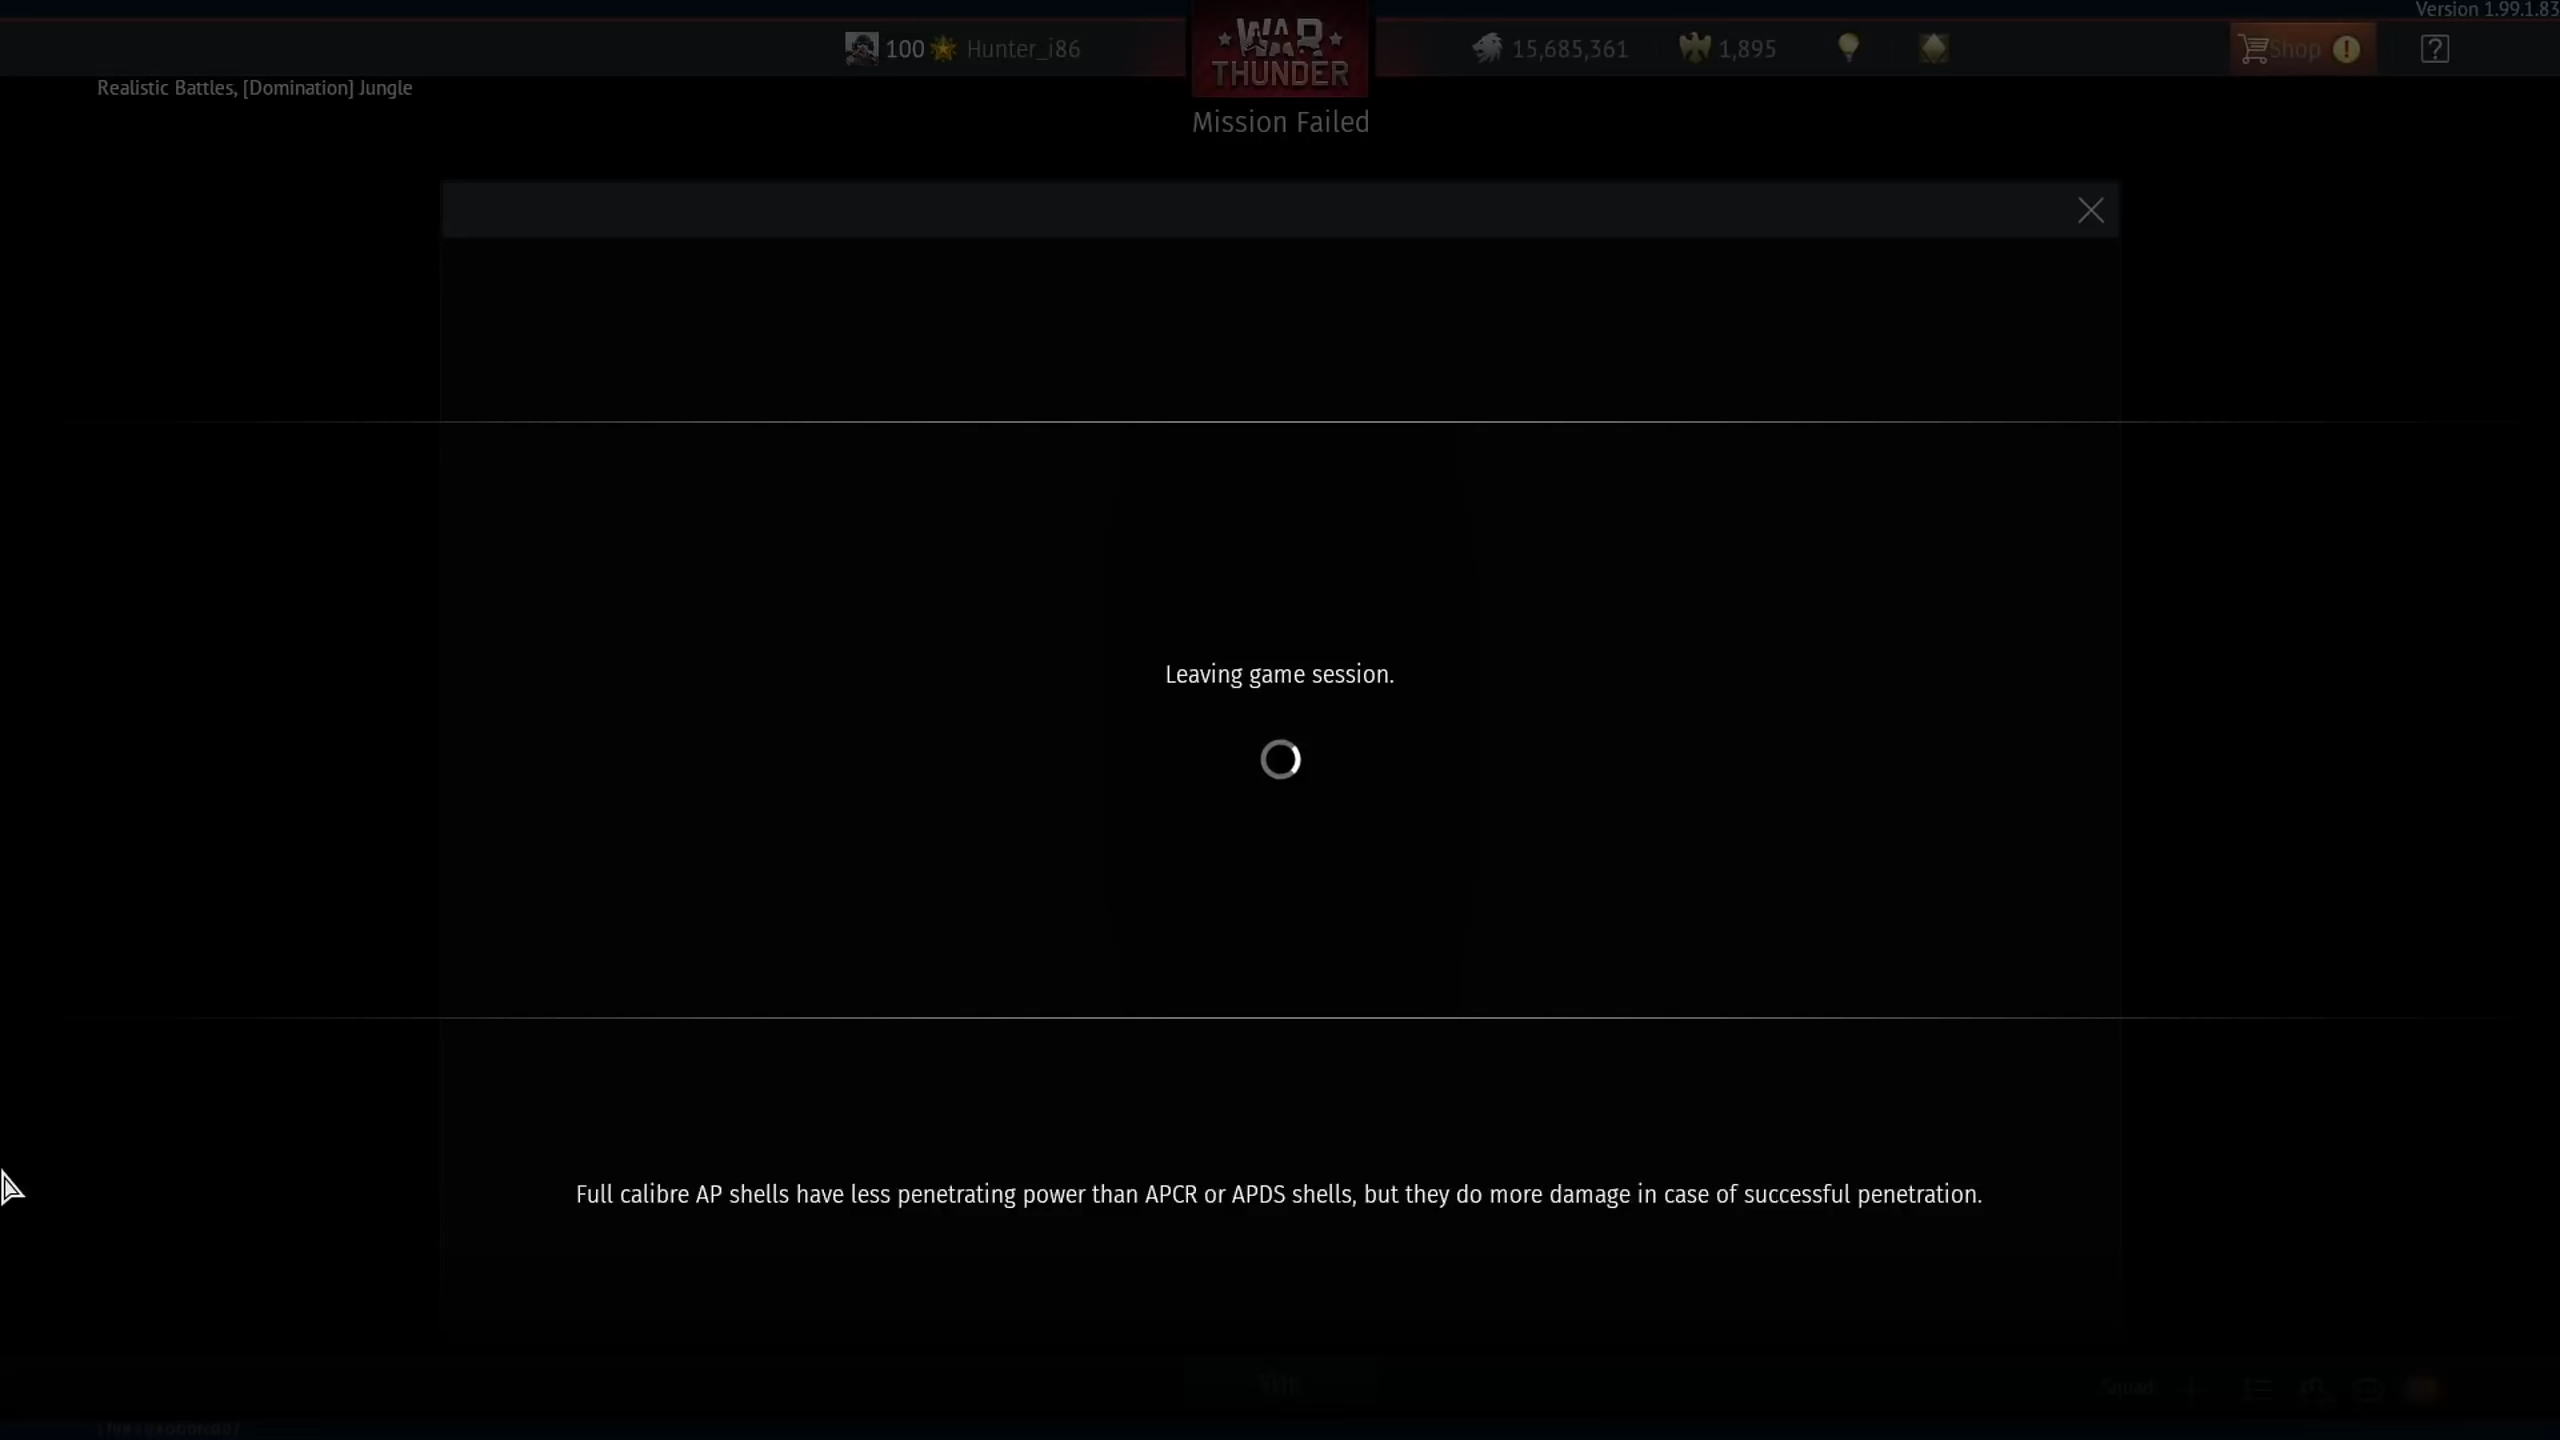 Version 1.99.1.83
100 Hunter_i86
WAR THUNDER
15,685,361
1,895
Shop
Realistic Battles, [Domination] Jungle
Mission Failed
Leaving game session.
Full calibre AP shells have less penetrating power than APCR or APDS shells, but they do more damage in case of successful penetration.
Squad